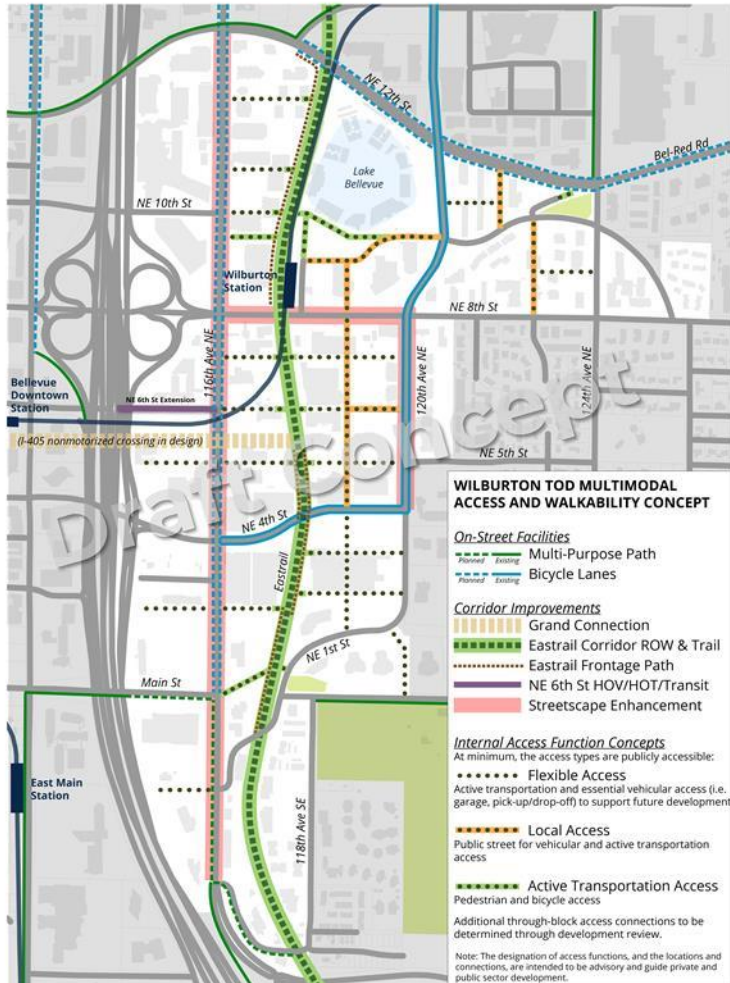 NE 12th St
Bel-Red Rd
Lake
Bellevue
NE 10th St
Wilburton
Station
NE 8th St
116th Ave NE
120th Ave NE
124th Ave NE
Bellevue
Downtown
Station
NE 6th St Extension
(I-405 nonmotorized crossing in design)
NE 5th St
Draft Concept
NE 4th St
Eastrail
NE 1st St
Main St
East Main
Station
118th Ave SE
WILBURTON TOD MULTIMODAL
ACCESS AND WALKABILITY CONCEPT
On-Street Facilities
Planned Existing Multi-Purpose Path
Planned Existing Bicycle Lanes
Corridor Improvements
Grand Connection
Eastrail Corridor ROW & Trail
Eastrail Frontage Path
NE 6th St HOV/HOT/Transit
Streetscape Enhancement
Internal Access Function Concepts
At minimum, the access types are publicly accessible:
Flexible Access
Active transportation and essential vehicular access (i.e.
garage, pick-up/drop-off) to support future development
Local Access
Public street for vehicular and active transportation
access
Active Transportation Access
Pedestrian and bicycle access
Additional through-block access connections to be
determined through development review.
Note: The designation of access functions, and the locations and
connections, are intended to be advisory and guide private and
public sector development.